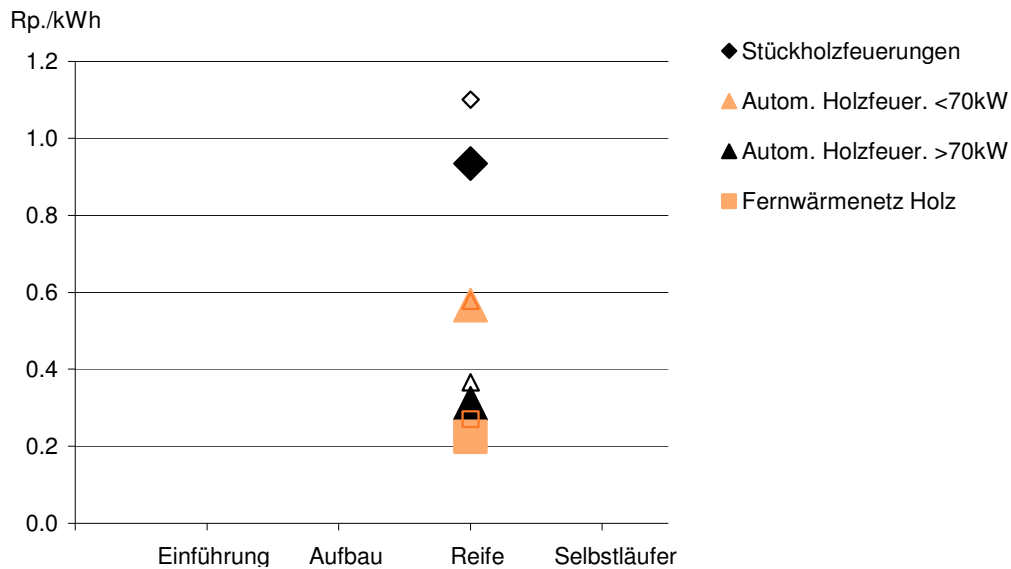 Rp./kWh
1.2
1.0
0.8
0.6
0.4
0.2
0.0
Einführung Aufbau Reife Selbstläufer
Stückholzfeuerungen
Autom. Holzfeuer. <70kW
Autom. Holzfeuer. >70kW
Fernwärmenetz Holz